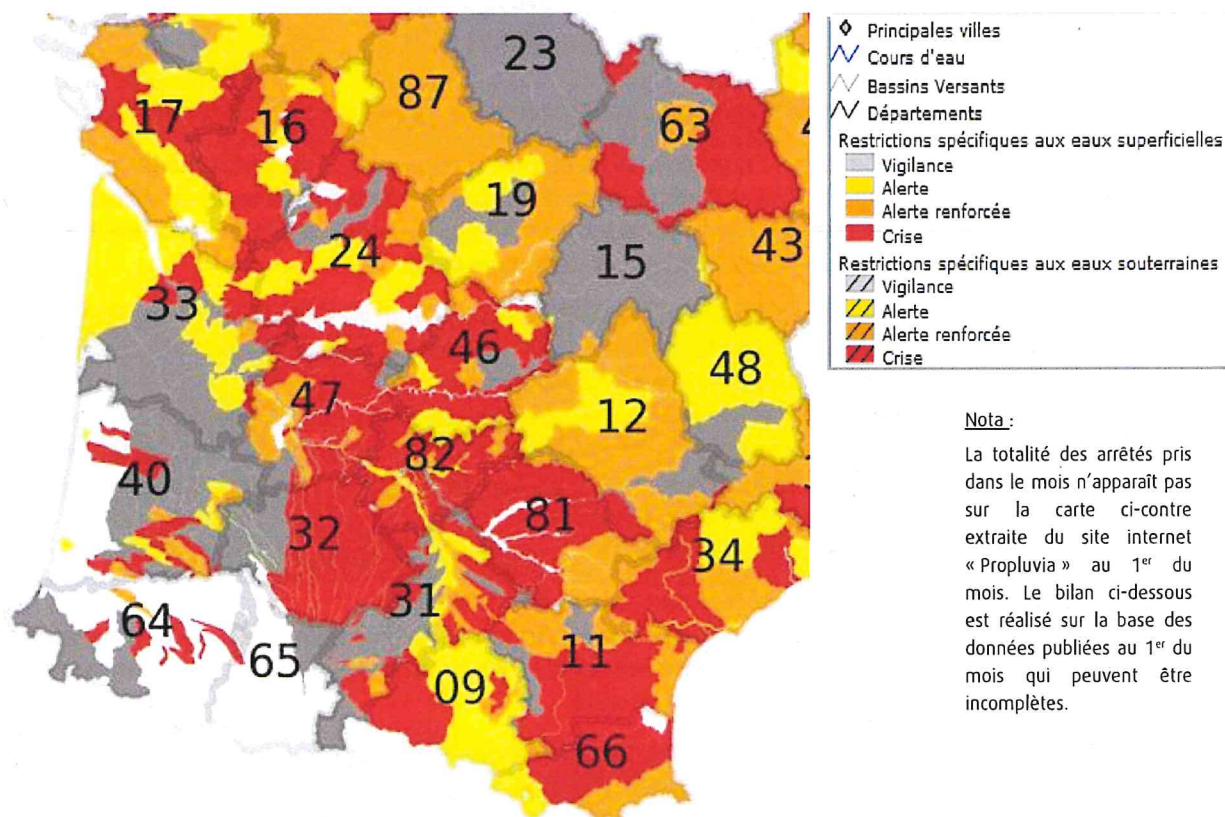 23
87
63
17
16
19
24
43
15
33
46
48
47
12
82
40
81
32
34
31
64
65
11
09
66
Principales villes
Cours d'eau
Bassins Versants
Départements
Restrictions spécifiques aux eaux superficielles
Vigilance
Alerte
Alerte renforcée
Crise
Restrictions spécifiques aux eaux souterraines
Vigilance
Alerte
Alerte renforcée
Crise
Nota :
La totalité des arrêtés pris
dans le mois n'apparaît pas
sur la carte ci-contre
extraite du site internet
« Propluvia » au 1er du
mois. Le bilan ci-dessous
est réalisé sur la base des
données publiées au 1er du
mois qui peuvent être
incomplètes.